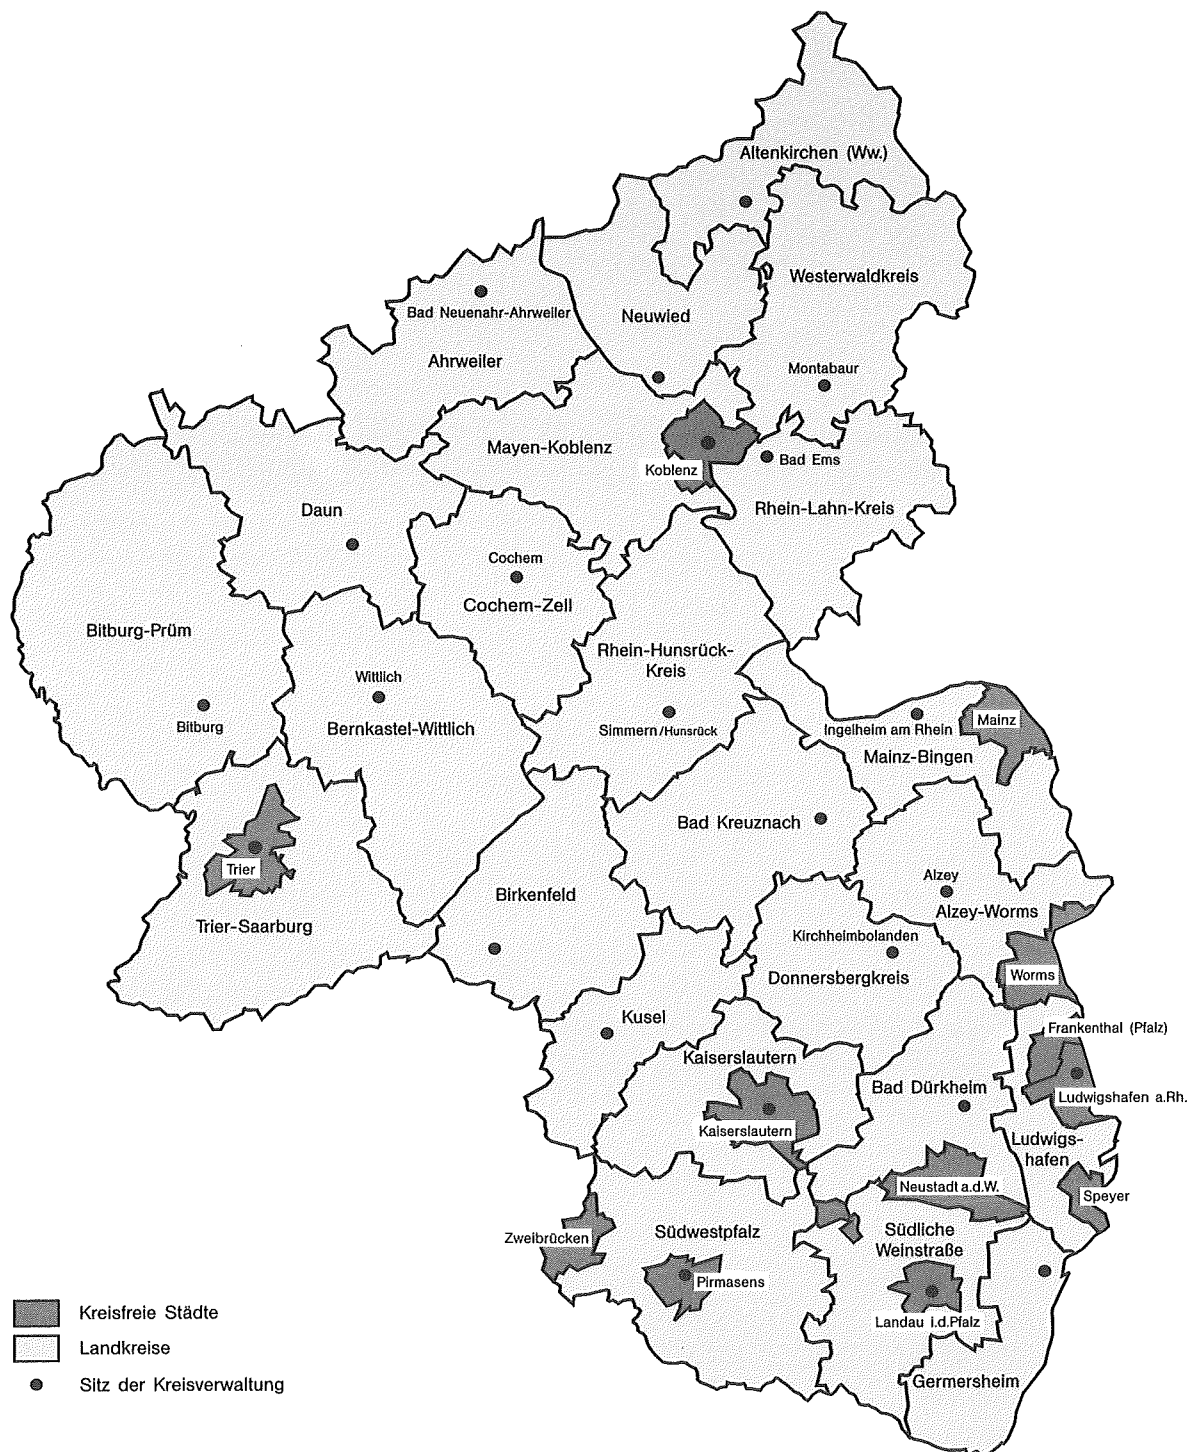 Altenkirchen (Ww.)
Westerwaldkreis
Bad Neuenahr-Ahrweiler
Neuwied
Ahrweiler
Montabaur
Mayen-Koblenz
Koblenz
Bad Ems
Daun
Rhein-Lahn-Kreis
Cochem
Cochem-Zell
Bitburg-Prüm
Rhein-Hunsrück-
Kreis
Wittlich
Bitburg
Bernkastel-Wittlich
Simmern/Hunsrück
Ingelheim am Rhein
Mainz
Mainz-Bingen
Bad Kreuznach
Trier
Alzey
Birkenfeld
Alzey-Worms
Trier-Saarburg
Kirchheimbolanden
Donnersbergkreis
Worms
Kusel
Frankenthal (Pfalz)
Kaiserslautern
Bad Dürkheim
Ludwigshafen a.Rh.
Kaiserslautern
Ludwigs-
hafen
Neustadt a.d.W.
Speyer
Zweibrücken
Südwestpfalz
Südliche
Weinstraße
Pirmasens
Landau i.d.Pfalz
Germersheim
Kreisfreie Städte
Landkreise
Sitz der Kreisverwaltung